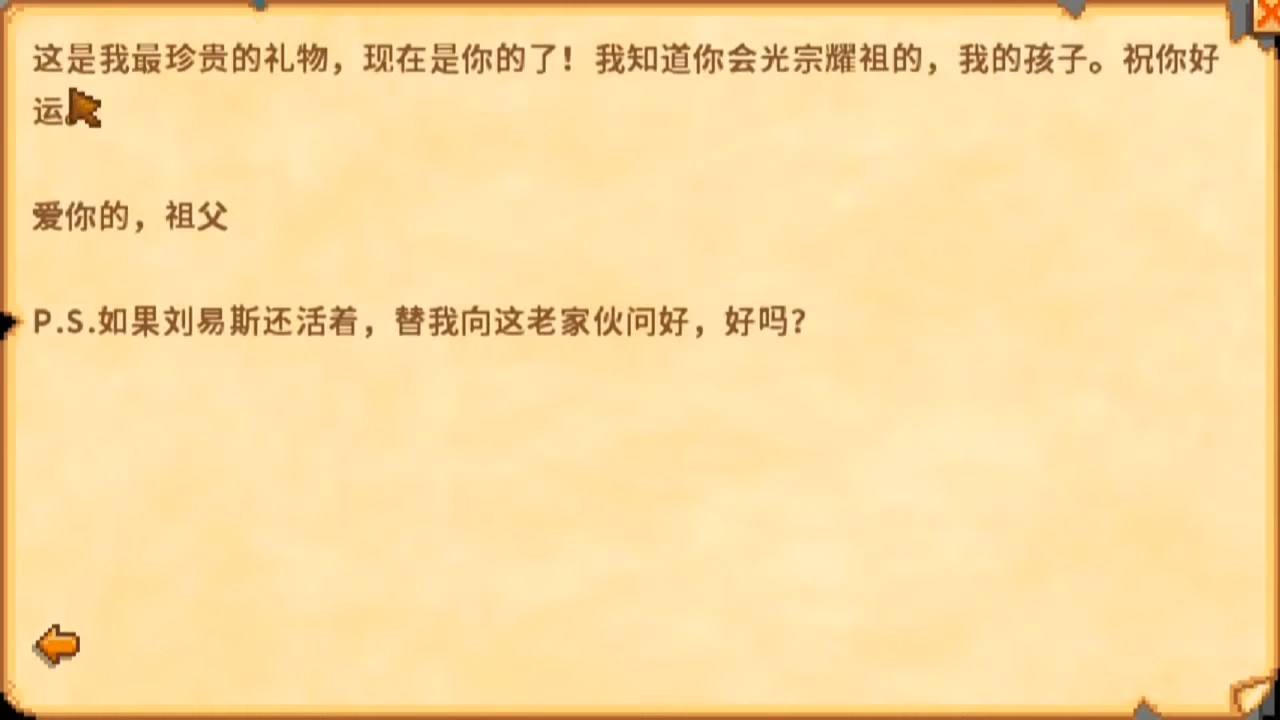 这是我最珍贵的礼物，现在是你的了！我知道你会光宗耀祖的，我的孩子。祝你好
运。
爱你的，祖父
P.S.如果刘易斯还活着，替我向这老家伙问好，好吗？